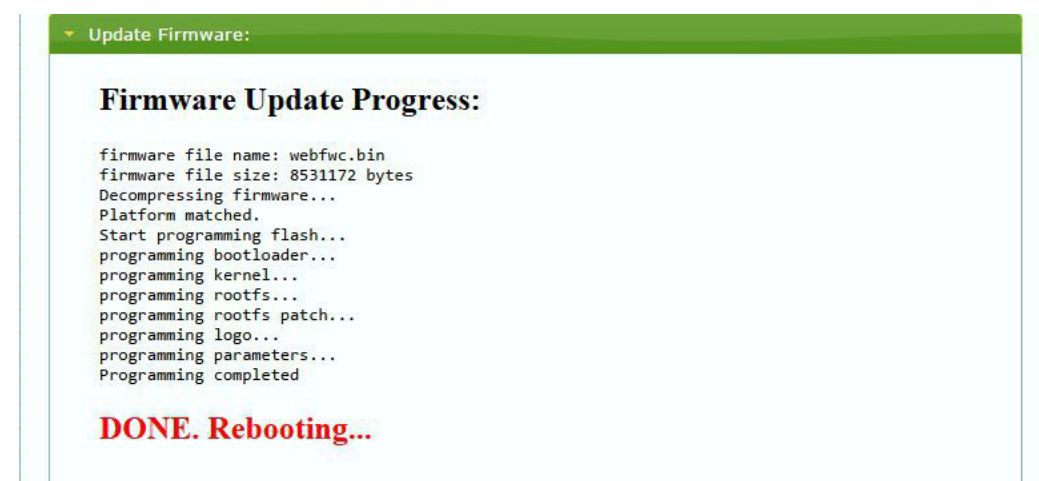 Update Firmware:
Firmware Update Progress:
firmware file name: webfwc.bin
firmware file size: 8531172 bytes
Decompressing firmware...
Platform matched.
Start programming flash...
programming bootloader...
programming kernel...
programming rootfs...
programming rootfs patch...
programming logo...
programming parameters...
Programming completed
DONE. Rebooting...